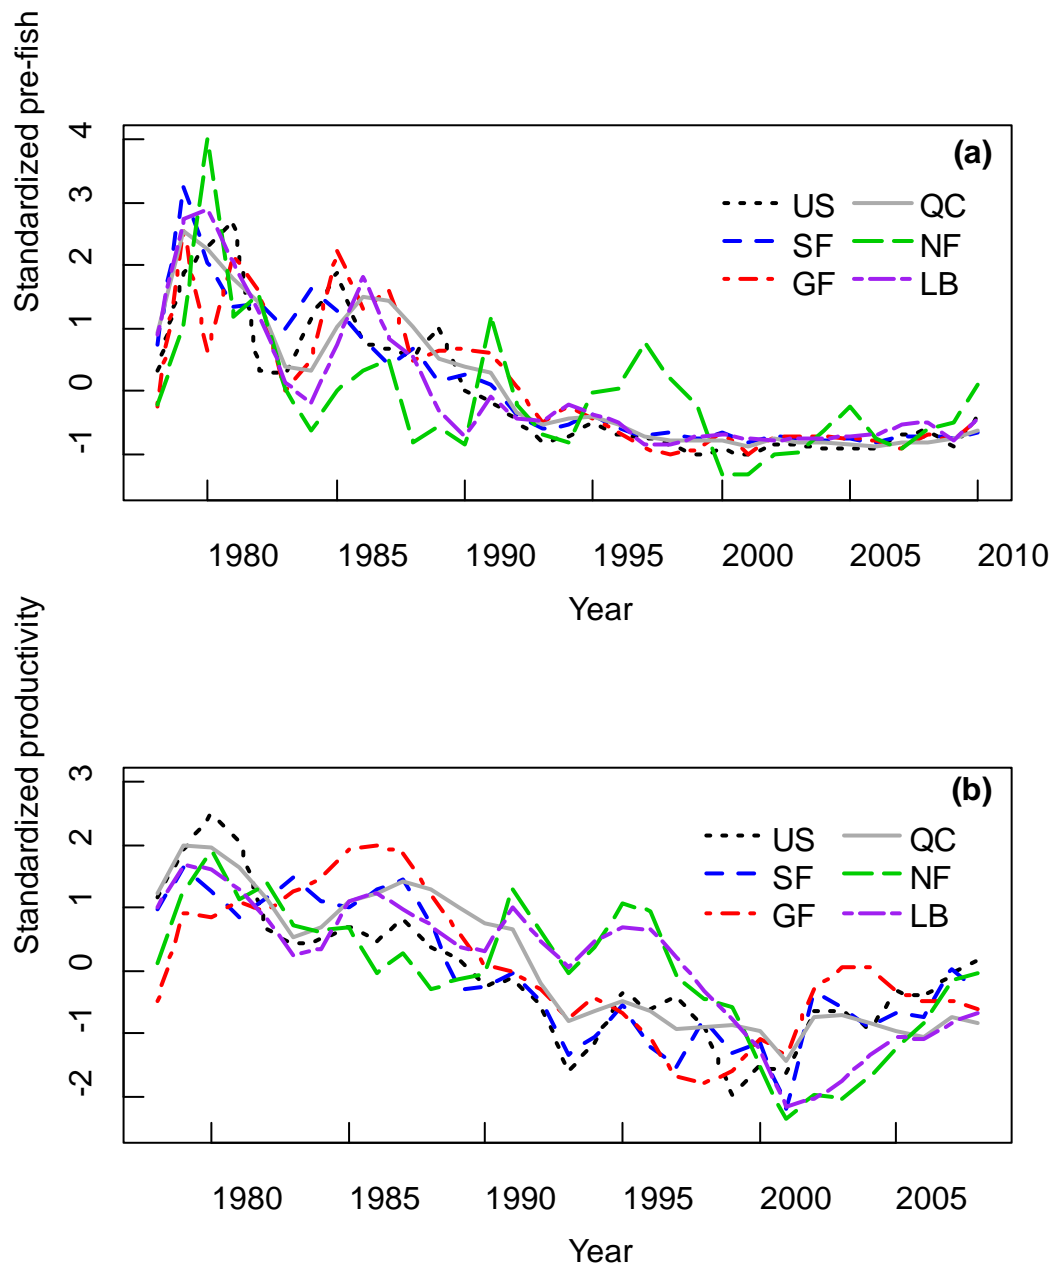 Standardized pre-fish
4
3
2
1
0
-1
(a)
US QC
SF NF
GF LB
1980 1985 1990 1995 2000 2005 2010
Year
Standardized productivity
3
2
1
0
-1
-2
(b)
US QC
SF NF
GF LB
1980 1985 1990 1995 2000 2005
Year